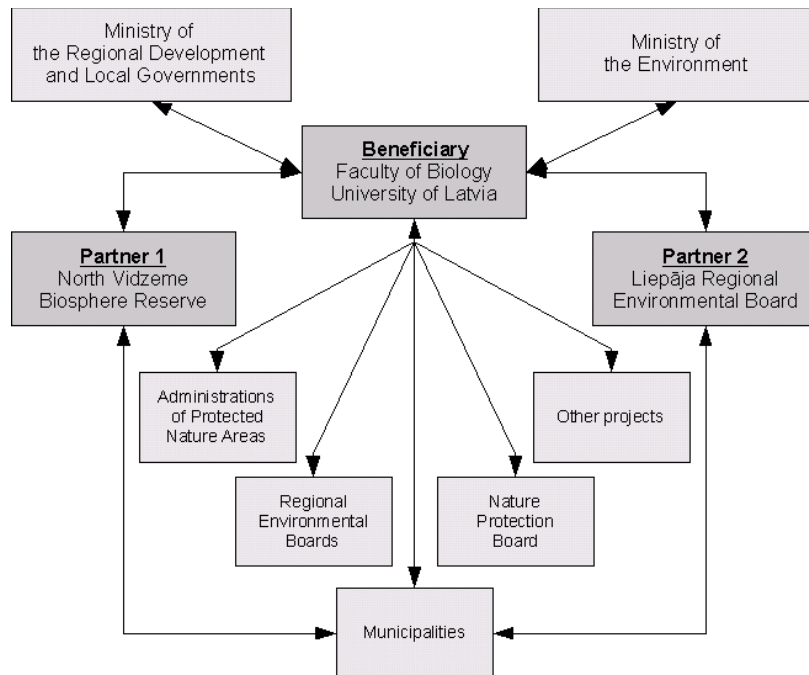 Ministry of
the Regional Development
and Local Governments
Ministry of
the Environment
Beneficiary
Faculty of Biology
University of Latvia
Partner 1
North Vidzeme
Biosphere Reserve
Partner 2
Liepāja Regional
Environmental Board
Administrations
of Protected
Nature Areas
Other projects
Regional
Environmental
Boards
Nature
Protection
Board
Municipalities